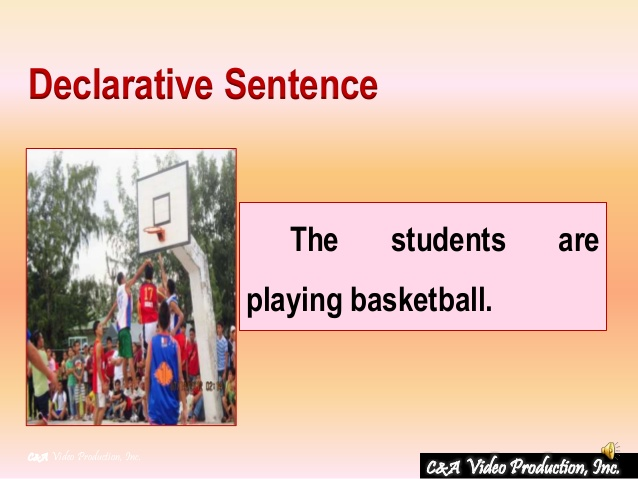 Declarative Sentence
The students are
playing basketball.
C&A Video Production, Inc.
C&A Video Production, Inc.